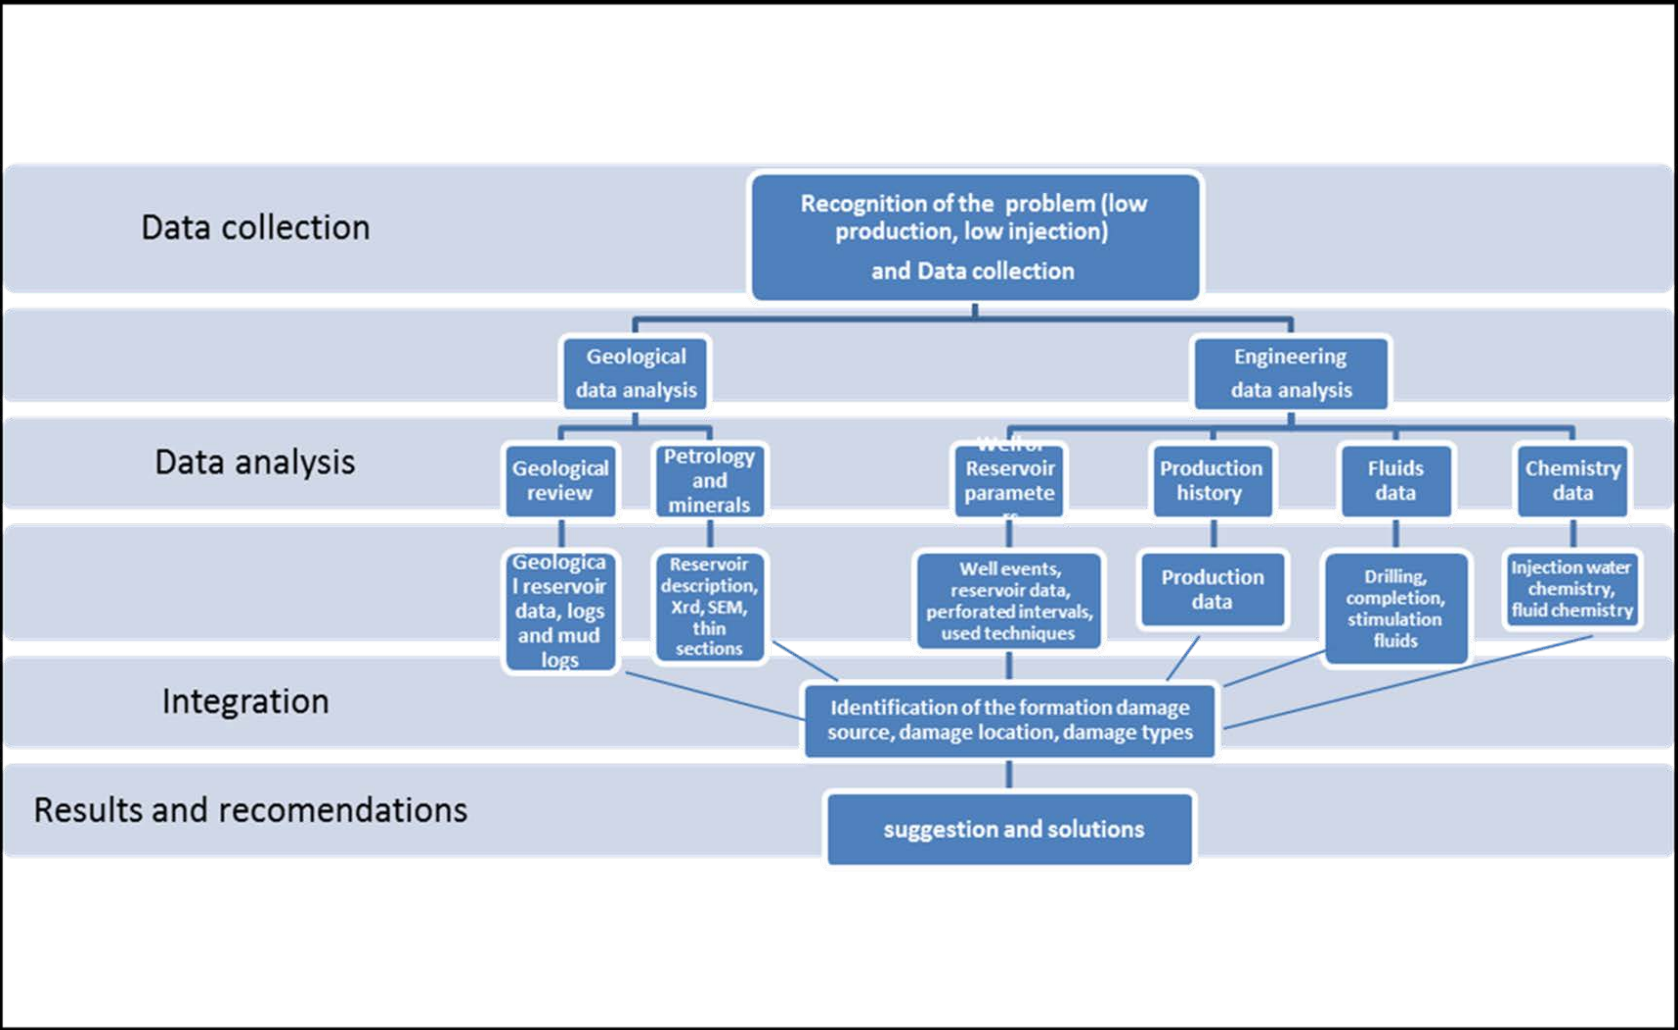 Data collection
Recognition of the problem (low
production, low injection)
and Data collection
Geological
data analysis
Engineering
data analysis
Data analysis
Geological
review
Petrology
and
minerals
Well or
Reservoir
paramete
rs
Production
history
Fluids
data
Chemistry
data
Geologica
l reservoir
data, logs
and mud
logs
Reservoir
description,
Xrd, SEM,
thin
sections
Well events,
reservoir data,
perforated intervals,
used techniques
Production
data
Drilling,
completion,
stimulation
fluids
Injection water
chemistry,
fluid chemistry
Integration
Identification of the formation damage
source, damage location, damage types
Results and recomendations
suggestion and solutions